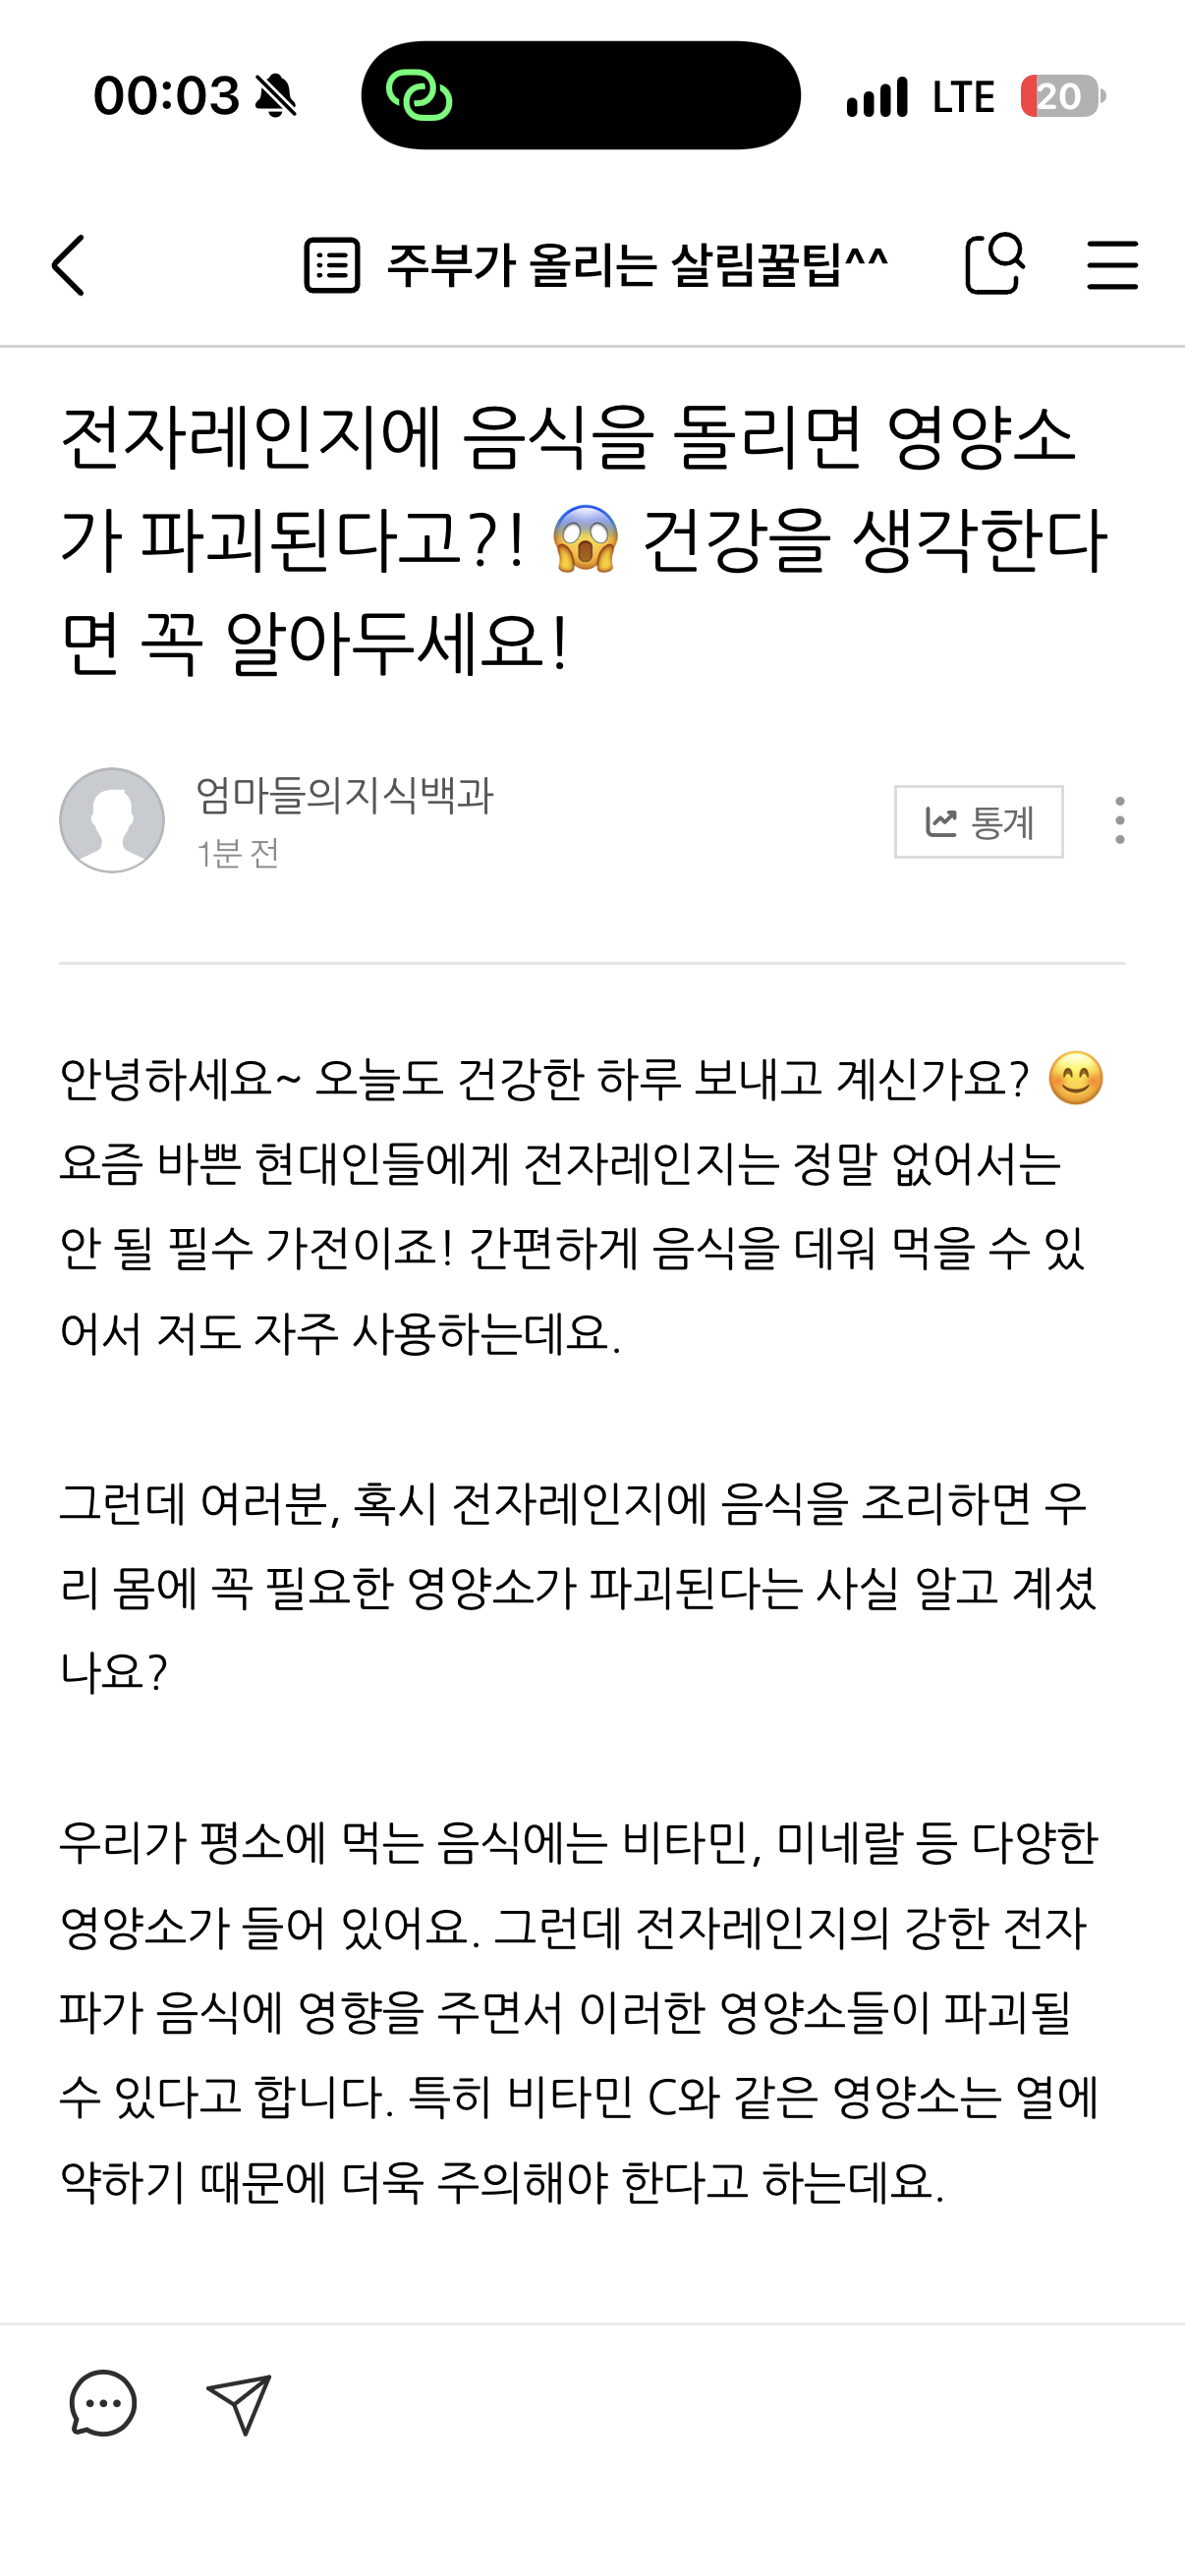 00:03
LTE
20
주부가 올리는 살림꿀팁^^
전자레인지에 음식을 돌리면 영양소
가 파괴된다고?! 😱 건강을 생각한다
면 꼭 알아두세요!
엄마들의지식백과
1분 전
통계
안녕하세요~ 오늘도 건강한 하루 보내고 계신가요? 😊
요즘 바쁜 현대인들에게 전자레인지는 정말 없어서는
안 될 필수 가전이죠! 간편하게 음식을 데워 먹을 수 있
어서 저도 자주 사용하는데요.
그런데 여러분, 혹시 전자레인지에 음식을 조리하면 우
리 몸에 꼭 필요한 영양소가 파괴된다는 사실 알고 계셨
나요?
우리가 평소에 먹는 음식에는 비타민, 미네랄 등 다양한
영양소가 들어 있어요. 그런데 전자레인지의 강한 전자
파가 음식에 영향을 주면서 이러한 영양소들이 파괴될
수 있다고 합니다. 특히 비타민 C와 같은 영양소는 열에
약하기 때문에 더욱 주의해야 한다고 하는데요.